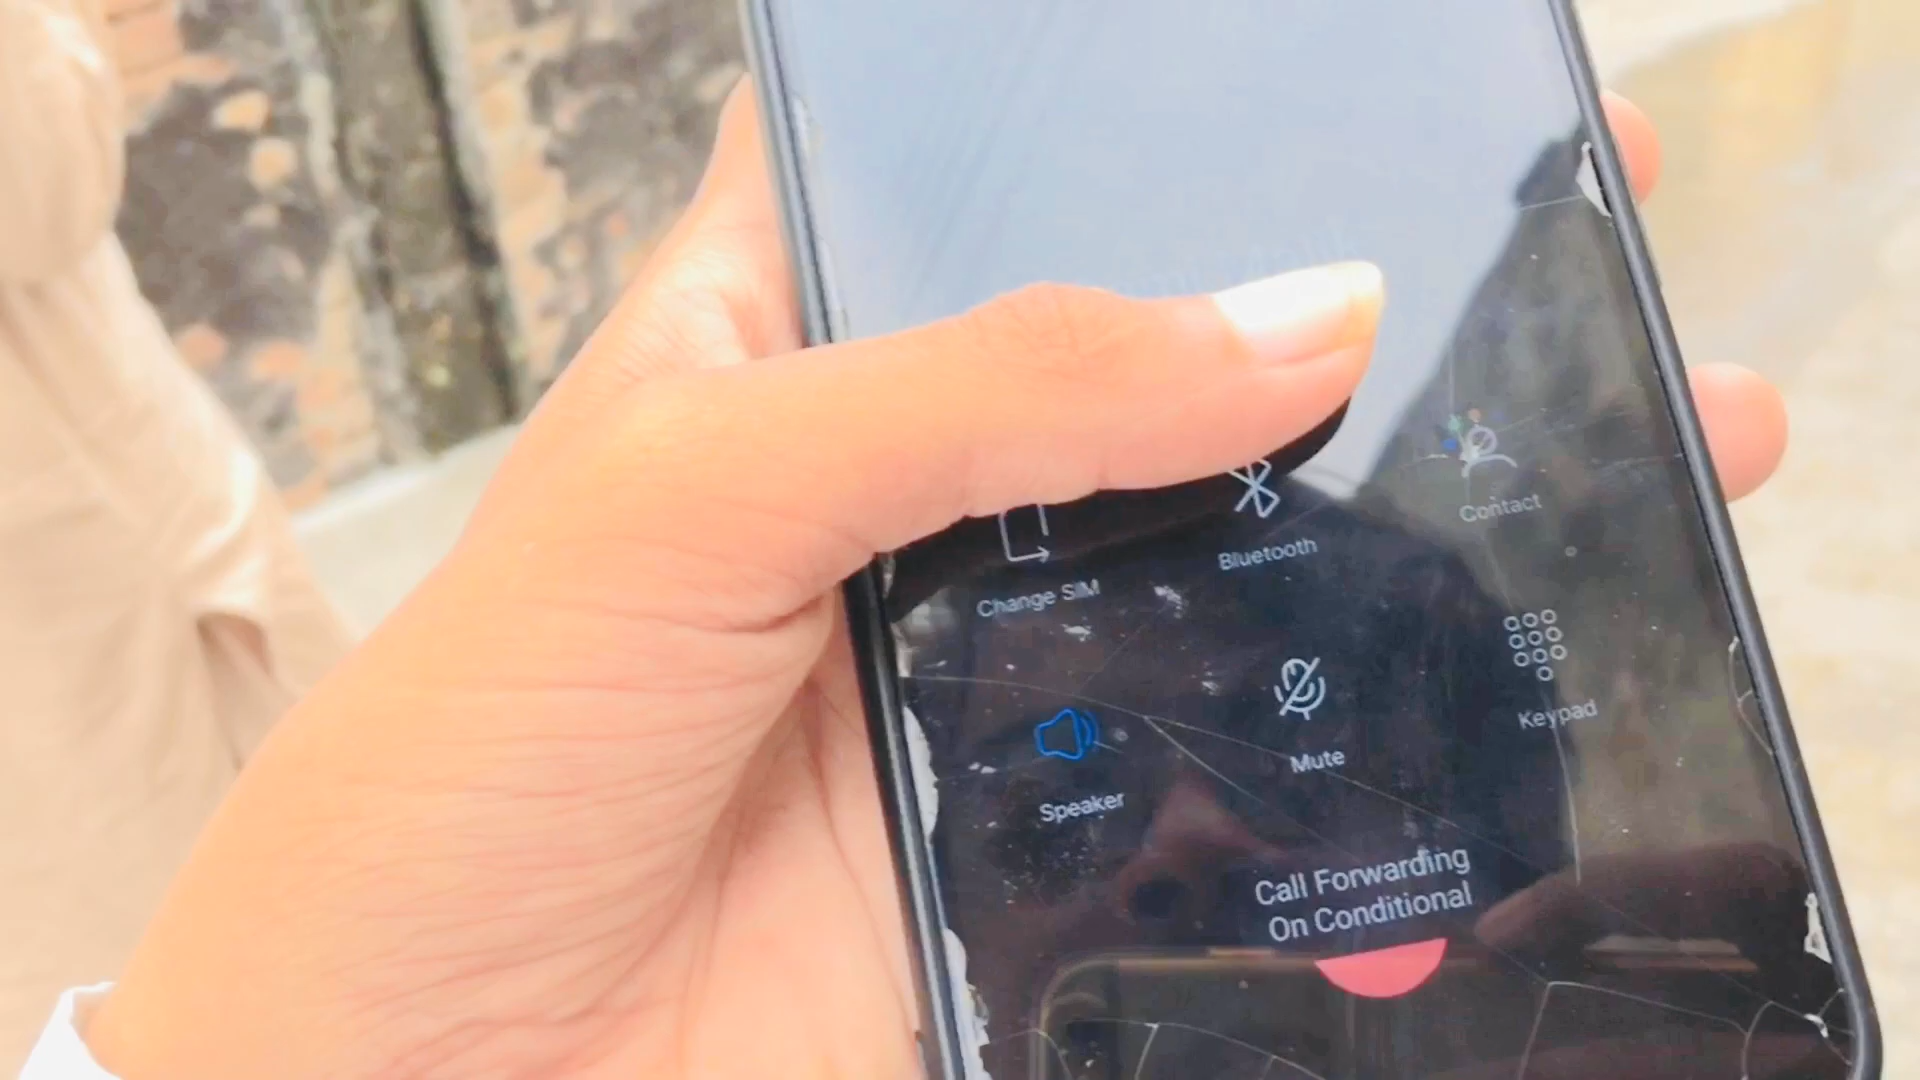 Contact
Bluetooth
Change SIM
Keypad
Mute
Speaker
Call Forwarding
On Conditional